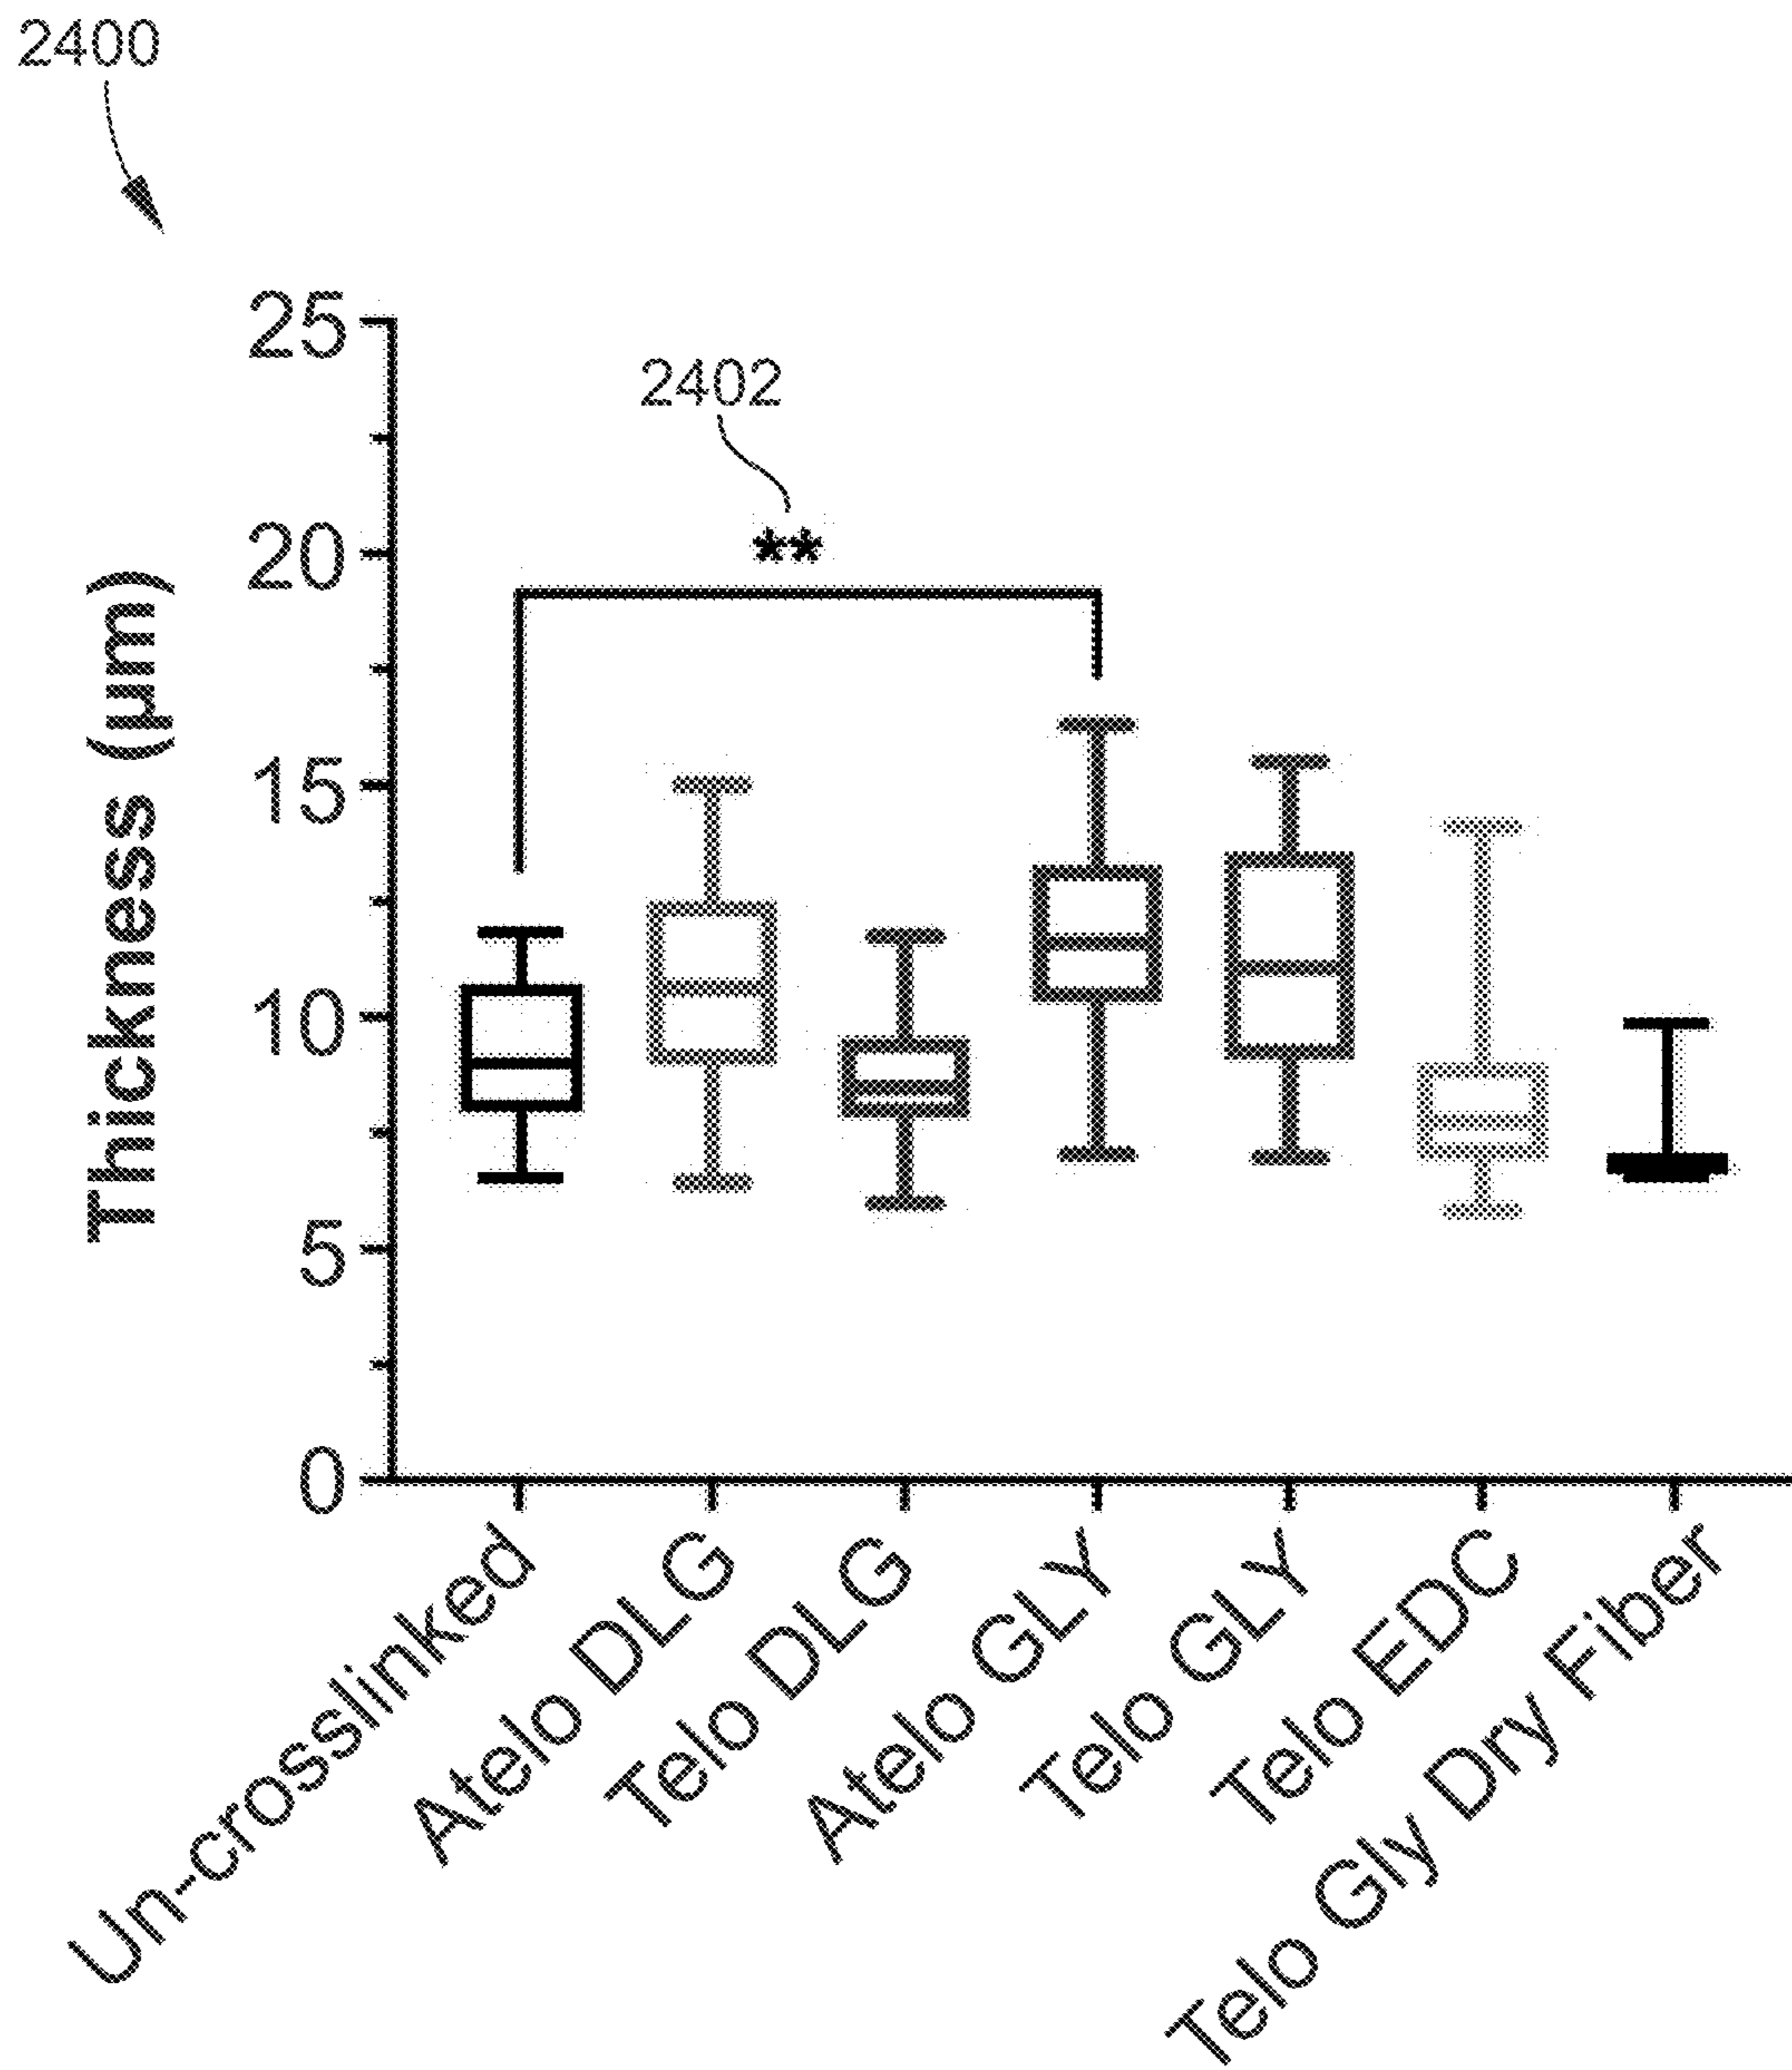 2400
25
2402
20
**
15
10
5
0
Thickness (µm)
Un-crosslinked
Atelo DLG
Telo DLG
Atelo GLY
Telo GLY
Telo EDC
Telo Gly Dry Fiber